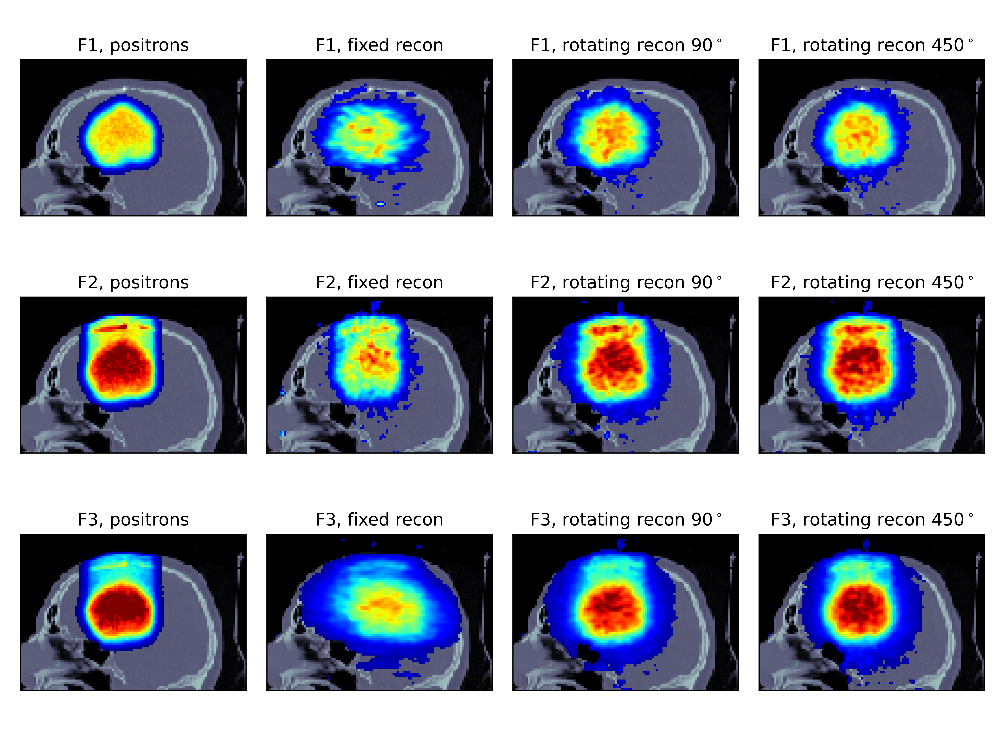 F1, positrons
F1, fixed recon
F1, rotating recon 90°
F1, rotating recon 450°
F2, positrons
F2, fixed recon
F2, rotating recon 90°
F2, rotating recon 450°
F3, positrons
F3, fixed recon
F3, rotating recon 90°
F3, rotating recon 450°